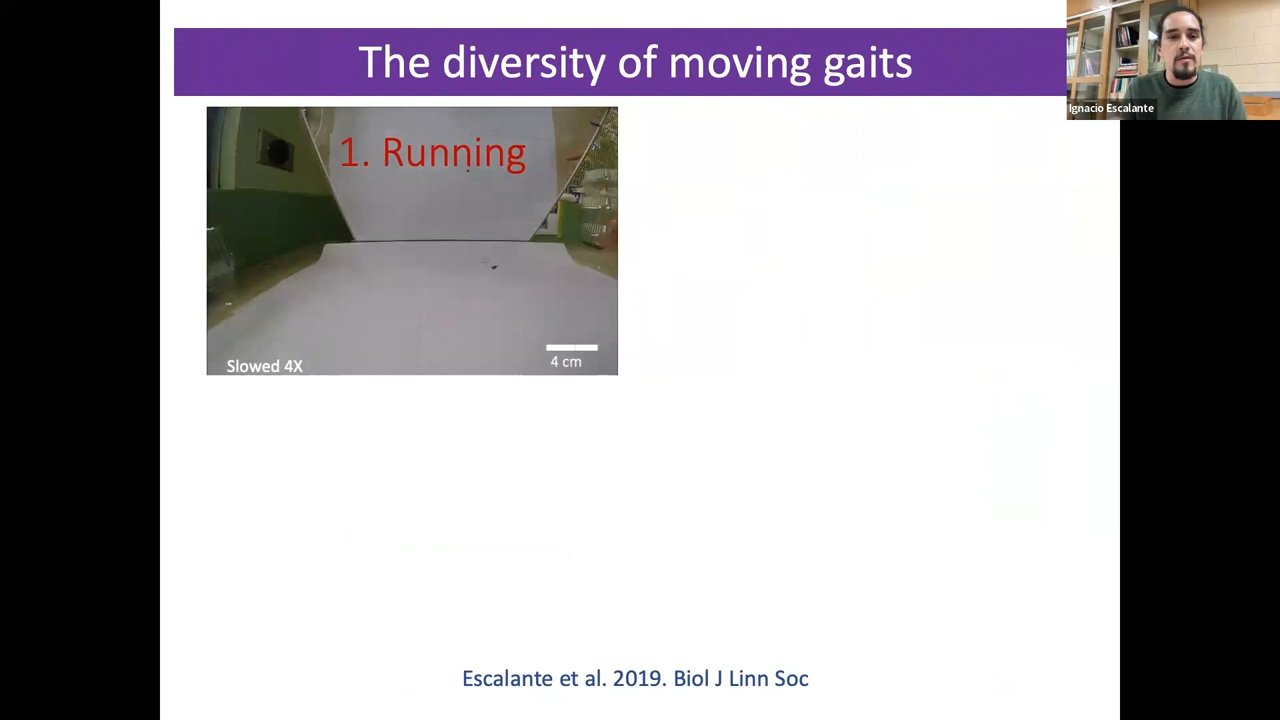 The diversity of moving gaits
Ignacio Escalante
1. Running
4 cm
Slowed 4X
Escalante et al. 2019. Biol J Linn Soc